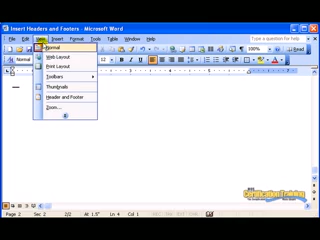 Insert Headers and Footers - Microsoft Word
File Edit View Insert Format Tools Table Window Help
Type a question for help
Normal 12 B 100% Read
Normal
Web Layout
Print Layout
Toolbars
Thumbnails
Header and Footer
Zoom...
Page 2 Sec 2 2/2 At 1.5" Ln 4 Col 1